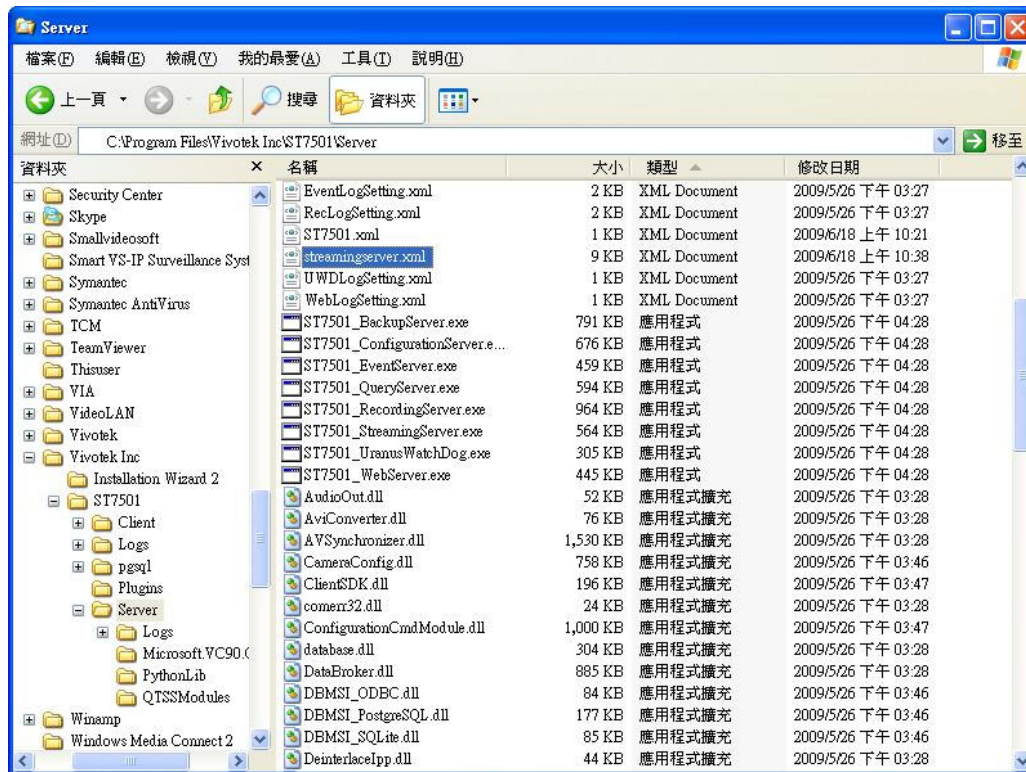 Server
檔案(F) 編輯(E) 檢視(V) 我的最愛(A) 工具(T) 說明(H)
上一頁 搜尋 資料夾
網址(D) C:\Program Files\Vivotek Inc\ST7501\Server 移至
資料夾 × 名稱 大小 類型 修改日期
Security Center
Skype
Smallvideosoft
Smart VS-IP Surveillance Syst
Symantec
Symantec AntiVirus
TCM
TeamViewer
Thisuser
VIA
VideoLAN
Vivotek
Vivotek Inc
Installation Wizard 2
ST7501
Client
Logs
pgsql
Plugins
Server
Logs
Microsoft.VC90.
PythonLib
QTSSModules
Winamp
Windows Media Connect 2
EventLogSetting.xml 2 KB XML Document 2009/5/26 下午 03:27
RecLogSetting.xml 2 KB XML Document 2009/5/26 下午 03:27
ST7501.xml 1 KB XML Document 2009/6/18 上午 10:21
streamingserver.xml 9 KB XML Document 2009/6/18 上午 10:38
UWDLogSetting.xml 1 KB XML Document 2009/5/26 下午 03:27
WebLogSetting.xml 1 KB XML Document 2009/5/26 下午 03:27
ST7501_BackupServer.exe 791 KB 應用程式 2009/5/26 下午 04:28
ST7501_ConfigurationServer.e... 676 KB 應用程式 2009/5/26 下午 04:28
ST7501_EventServer.exe 459 KB 應用程式 2009/5/26 下午 04:28
ST7501_QueryServer.exe 594 KB 應用程式 2009/5/26 下午 04:28
ST7501_RecordingServer.exe 964 KB 應用程式 2009/5/26 下午 04:28
ST7501_StreamingServer.exe 564 KB 應用程式 2009/5/26 下午 04:28
ST7501_UranusWatchDog.exe 305 KB 應用程式 2009/5/26 下午 04:28
ST7501_WebServer.exe 445 KB 應用程式 2009/5/26 下午 04:28
AudioOut.dll 52 KB 應用程式擴充 2009/5/26 下午 03:28
AviConverter.dll 76 KB 應用程式擴充 2009/5/26 下午 03:28
AVSynchronizer.dll 1,530 KB 應用程式擴充 2009/5/26 下午 03:28
CameraConfig.dll 758 KB 應用程式擴充 2009/5/26 下午 03:46
ClientSDK.dll 196 KB 應用程式擴充 2009/5/26 下午 03:47
comerr32.dll 24 KB 應用程式擴充 2009/5/26 下午 03:28
ConfigurationCmdModule.dll 1,000 KB 應用程式擴充 2009/5/26 下午 03:47
database.dll 304 KB 應用程式擴充 2009/5/26 下午 03:28
DataBroker.dll 885 KB 應用程式擴充 2009/5/26 下午 03:28
DBMSI_ODBC.dll 84 KB 應用程式擴充 2009/5/26 下午 03:46
DBMSI_PostgreSQL.dll 177 KB 應用程式擴充 2009/5/26 下午 03:46
DBMSI_SQLite.dll 85 KB 應用程式擴充 2009/5/26 下午 03:46
DeinterlaceIpp.dll 44 KB 應用程式擴充 2009/5/26 下午 03:28